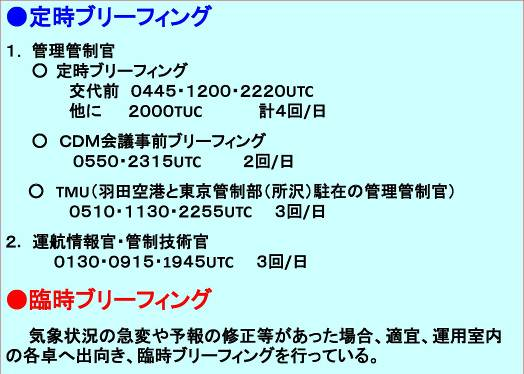 ●定時ブリーフィング
１. 管理管制官
○ 定時ブリーフィング
交代前 ０４４５・１２００・２２２０UTC
他に ２０００TUC 計４回/日
○ ＣＤＭ会議事前ブリーフィング
０５５０・２３１５UTC ２回/日
○ TMU（羽田空港と東京管制部（所沢）駐在の管理管制官）
０５１０・１１３０・２２５５UTC ３回/日
２. 運航情報官・管制技術官
０１３０・０９１５・１９４５UTC ３回/日
●臨時ブリーフィング
気象状況の急変や予報の修正等があった場合、適宜、運用室内
の各卓へ出向き、臨時ブリーフィングを行っている。